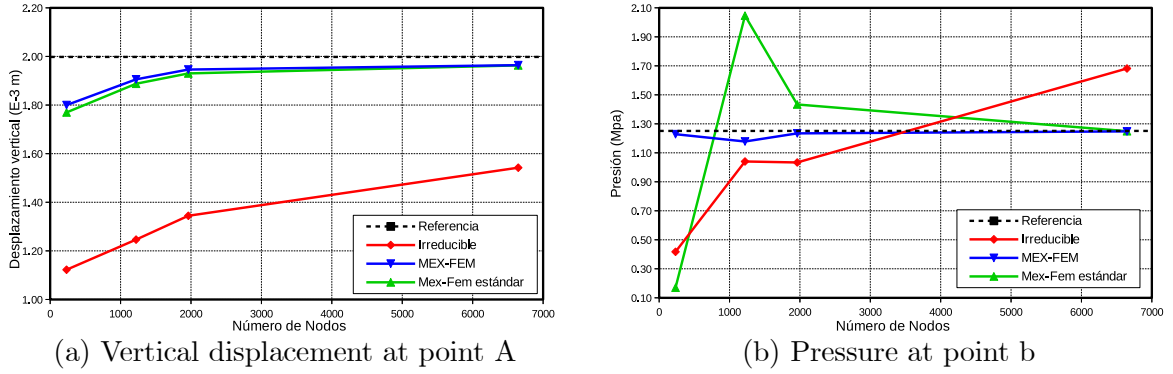 2.20
2.00
1.80
1.60
1.40
1.20
1.00
Desplazamiento vertical (E-3 m)
0 1000 2000 3000 4000 5000 6000 7000
Número de Nodos
Referencia
Irreducible
MEX-FEM
Mex-Fem estándar
(a) Vertical displacement at point A
2.10
1.90
1.70
1.50
1.30
1.10
0.90
0.70
0.50
0.30
0.10
Presión (Mpa)
0 1000 2000 3000 4000 5000 6000 7000
Número de Nodos
Referencia
Irreducible
MEX-FEM
Mex-Fem estándar
(b) Pressure at point b